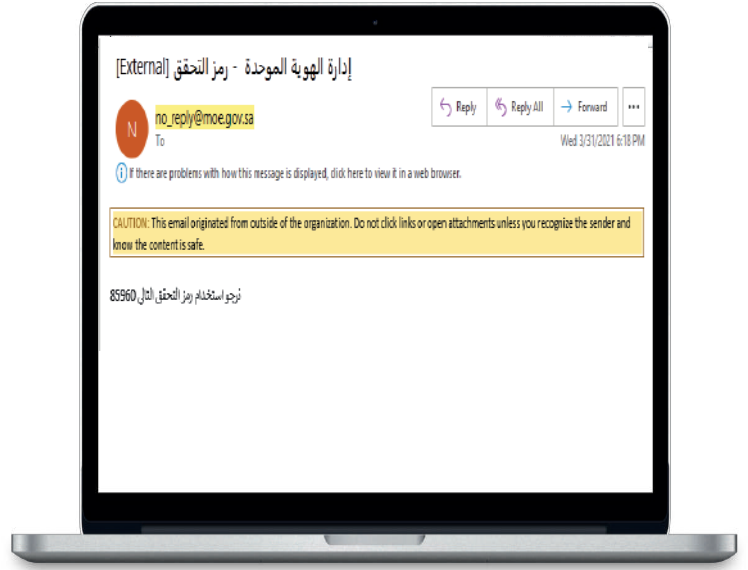 إدارة الهوية الموحدة - رمز التحقق [External]
N
no_reply@moe.gov.sa
To
Reply
Reply All
Forward
...
Wed 3/31/2021 6:18 PM
If there are problems with how this message is displayed, click here to view it in a web browser.
CAUTION: This email originated from outside of the organization. Do not click links or open attachments unless you recognize the sender and
know the content is safe.
نرجو استخدام رمز التحقق التالي 85960